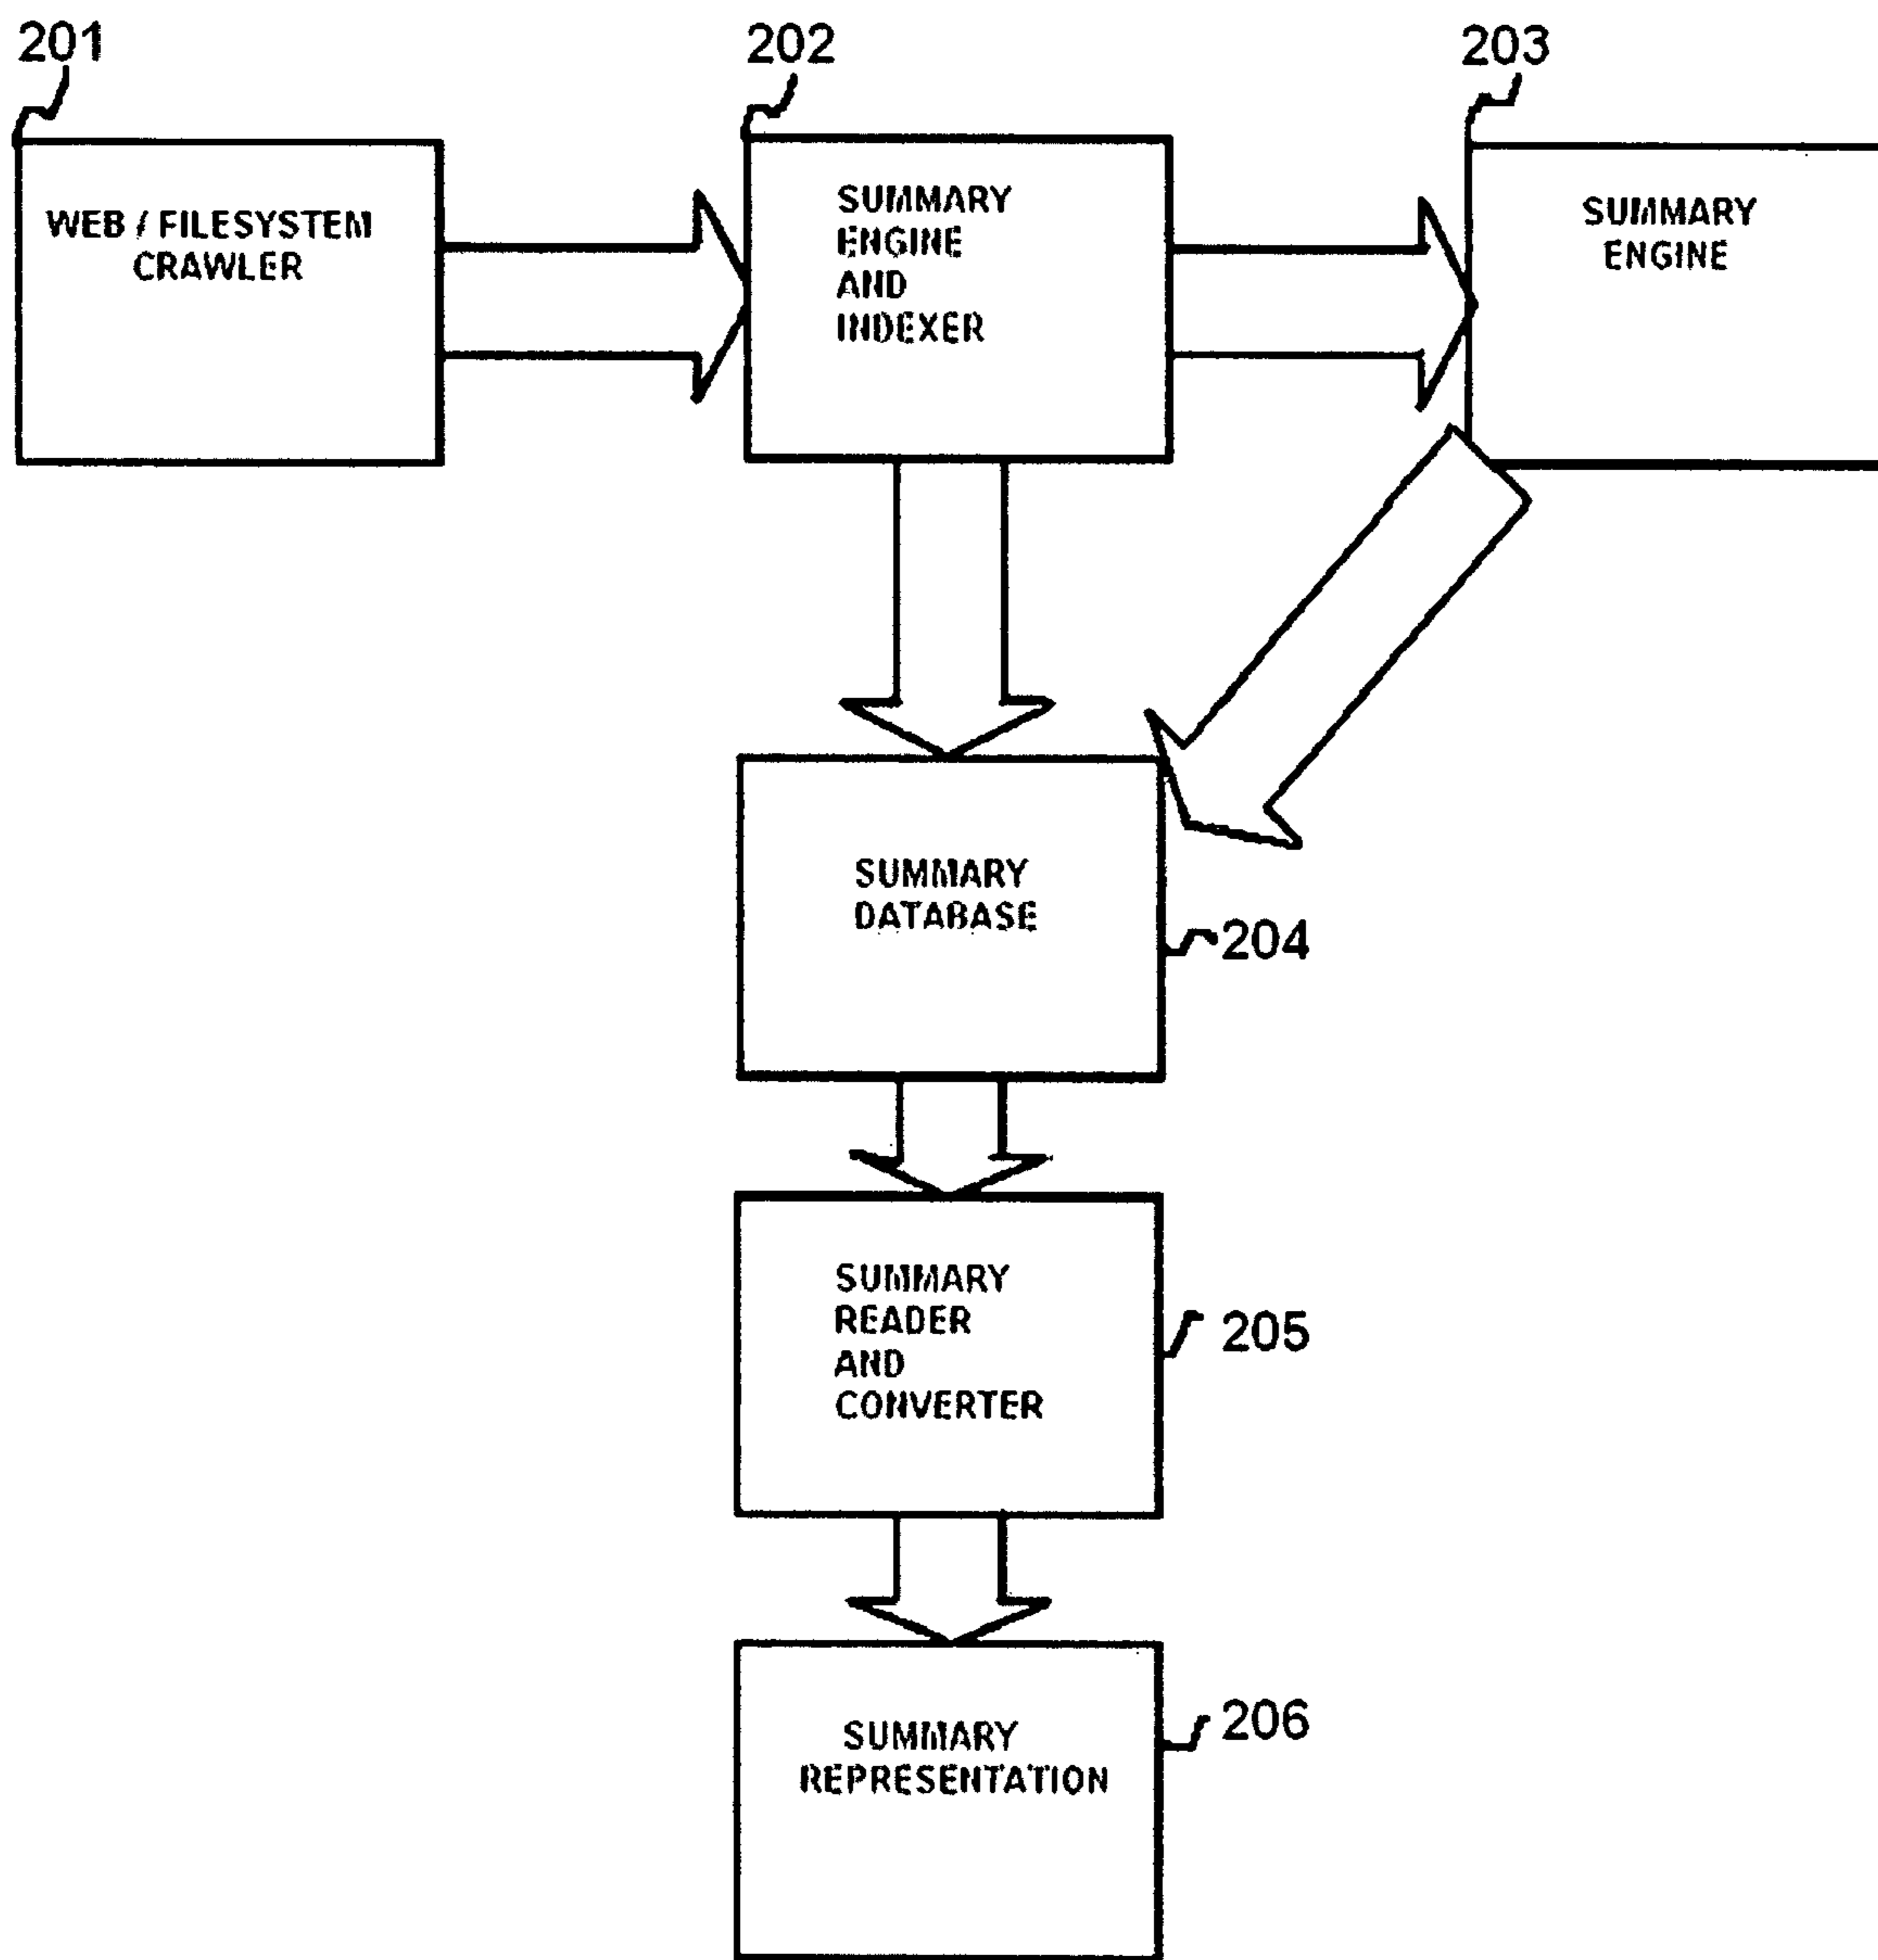 201
202
203
WEB / FILESYSTEM
CRAWLER
SUMMARY
ENGINE
AND
INDEXER
SUMMARY
ENGINE
SUMMARY
DATABASE
204
SUMMARY
READER
AND
CONVERTER
205
SUMMARY
REPRESENTATION
206